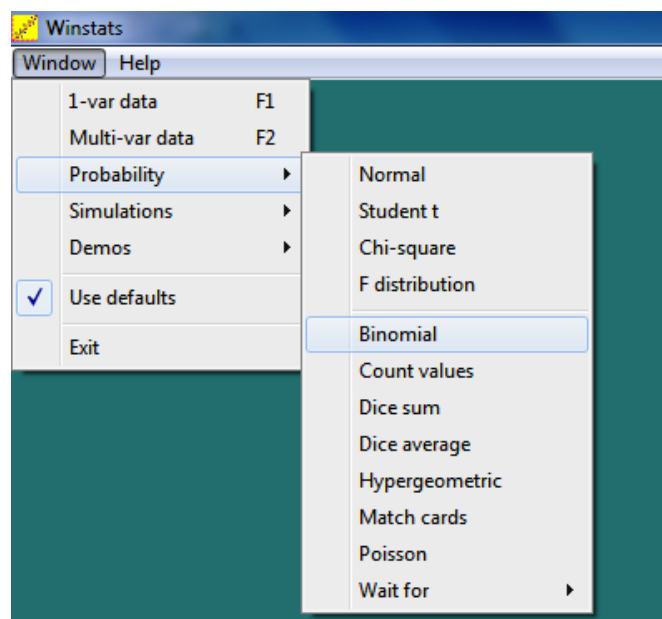 Winstats
Window Help
1-var data F1
Multi-var data F2
Probability
Simulations
Demos
Use defaults
Exit
Normal
Student t
Chi-square
F distribution
Binomial
Count values
Dice sum
Dice average
Hypergeometric
Match cards
Poisson
Wait for